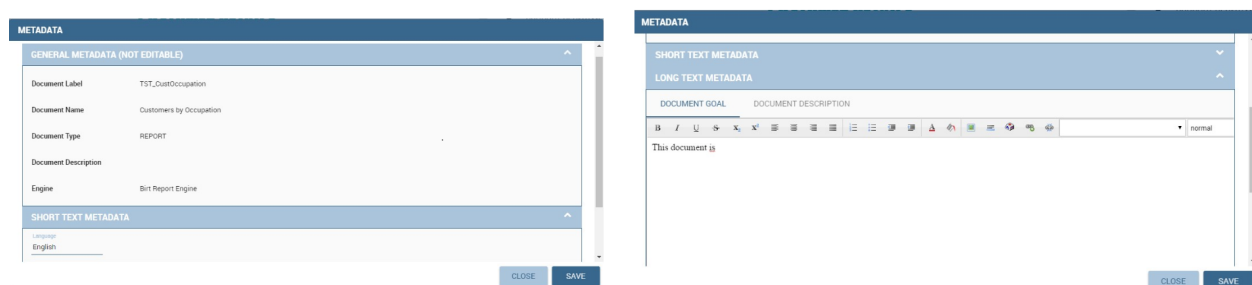 METADATA
GENERAL METADATA (NOT EDITABLE)
Document Label TST_CustOccupation
Document Name Customers by Occupation
Document Type REPORT
Document Description
Engine Birt Report Engine
SHORT TEXT METADATA
Language
English
CLOSE SAVE
METADATA
SHORT TEXT METADATA
LONG TEXT METADATA
DOCUMENT GOAL DOCUMENT DESCRIPTION
B I U S X₂ X² A normal
This document is
CLOSE SAVE